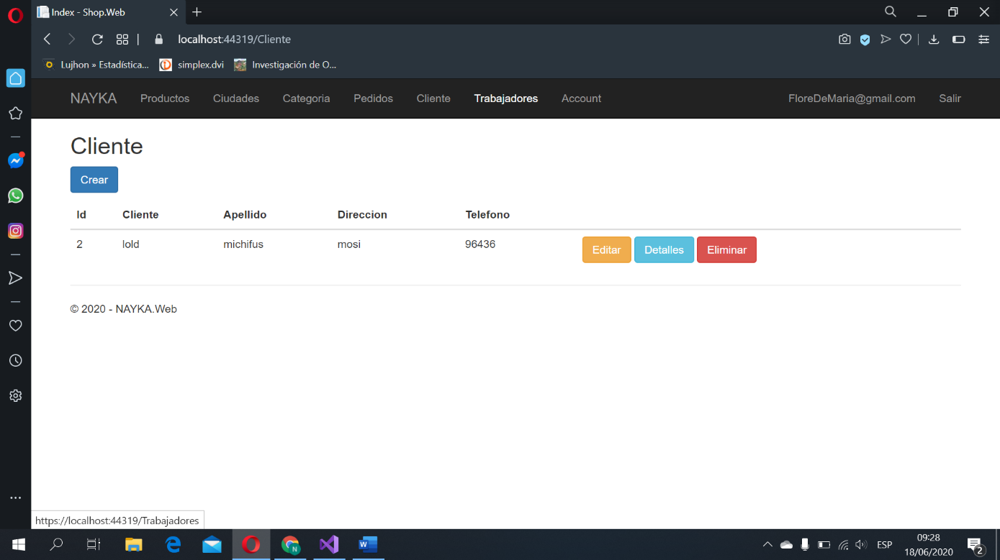 Index - Shop.Web
localhost:44319/Cliente
Lujhon » Estadística... simplex.dvi Investigación de O...
NAYKA Productos Ciudades Categoria Pedidos Cliente Trabajadores Account FloreDeMaria@gmail.com Salir
Cliente
Crear
Id Cliente Apellido Direccion Telefono
2 lold michifus mosi 96436 Editar Detalles Eliminar
© 2020 - NAYKA.Web
https://localhost:44319/Trabajadores
N W ESP 09:28
18/06/2020 2